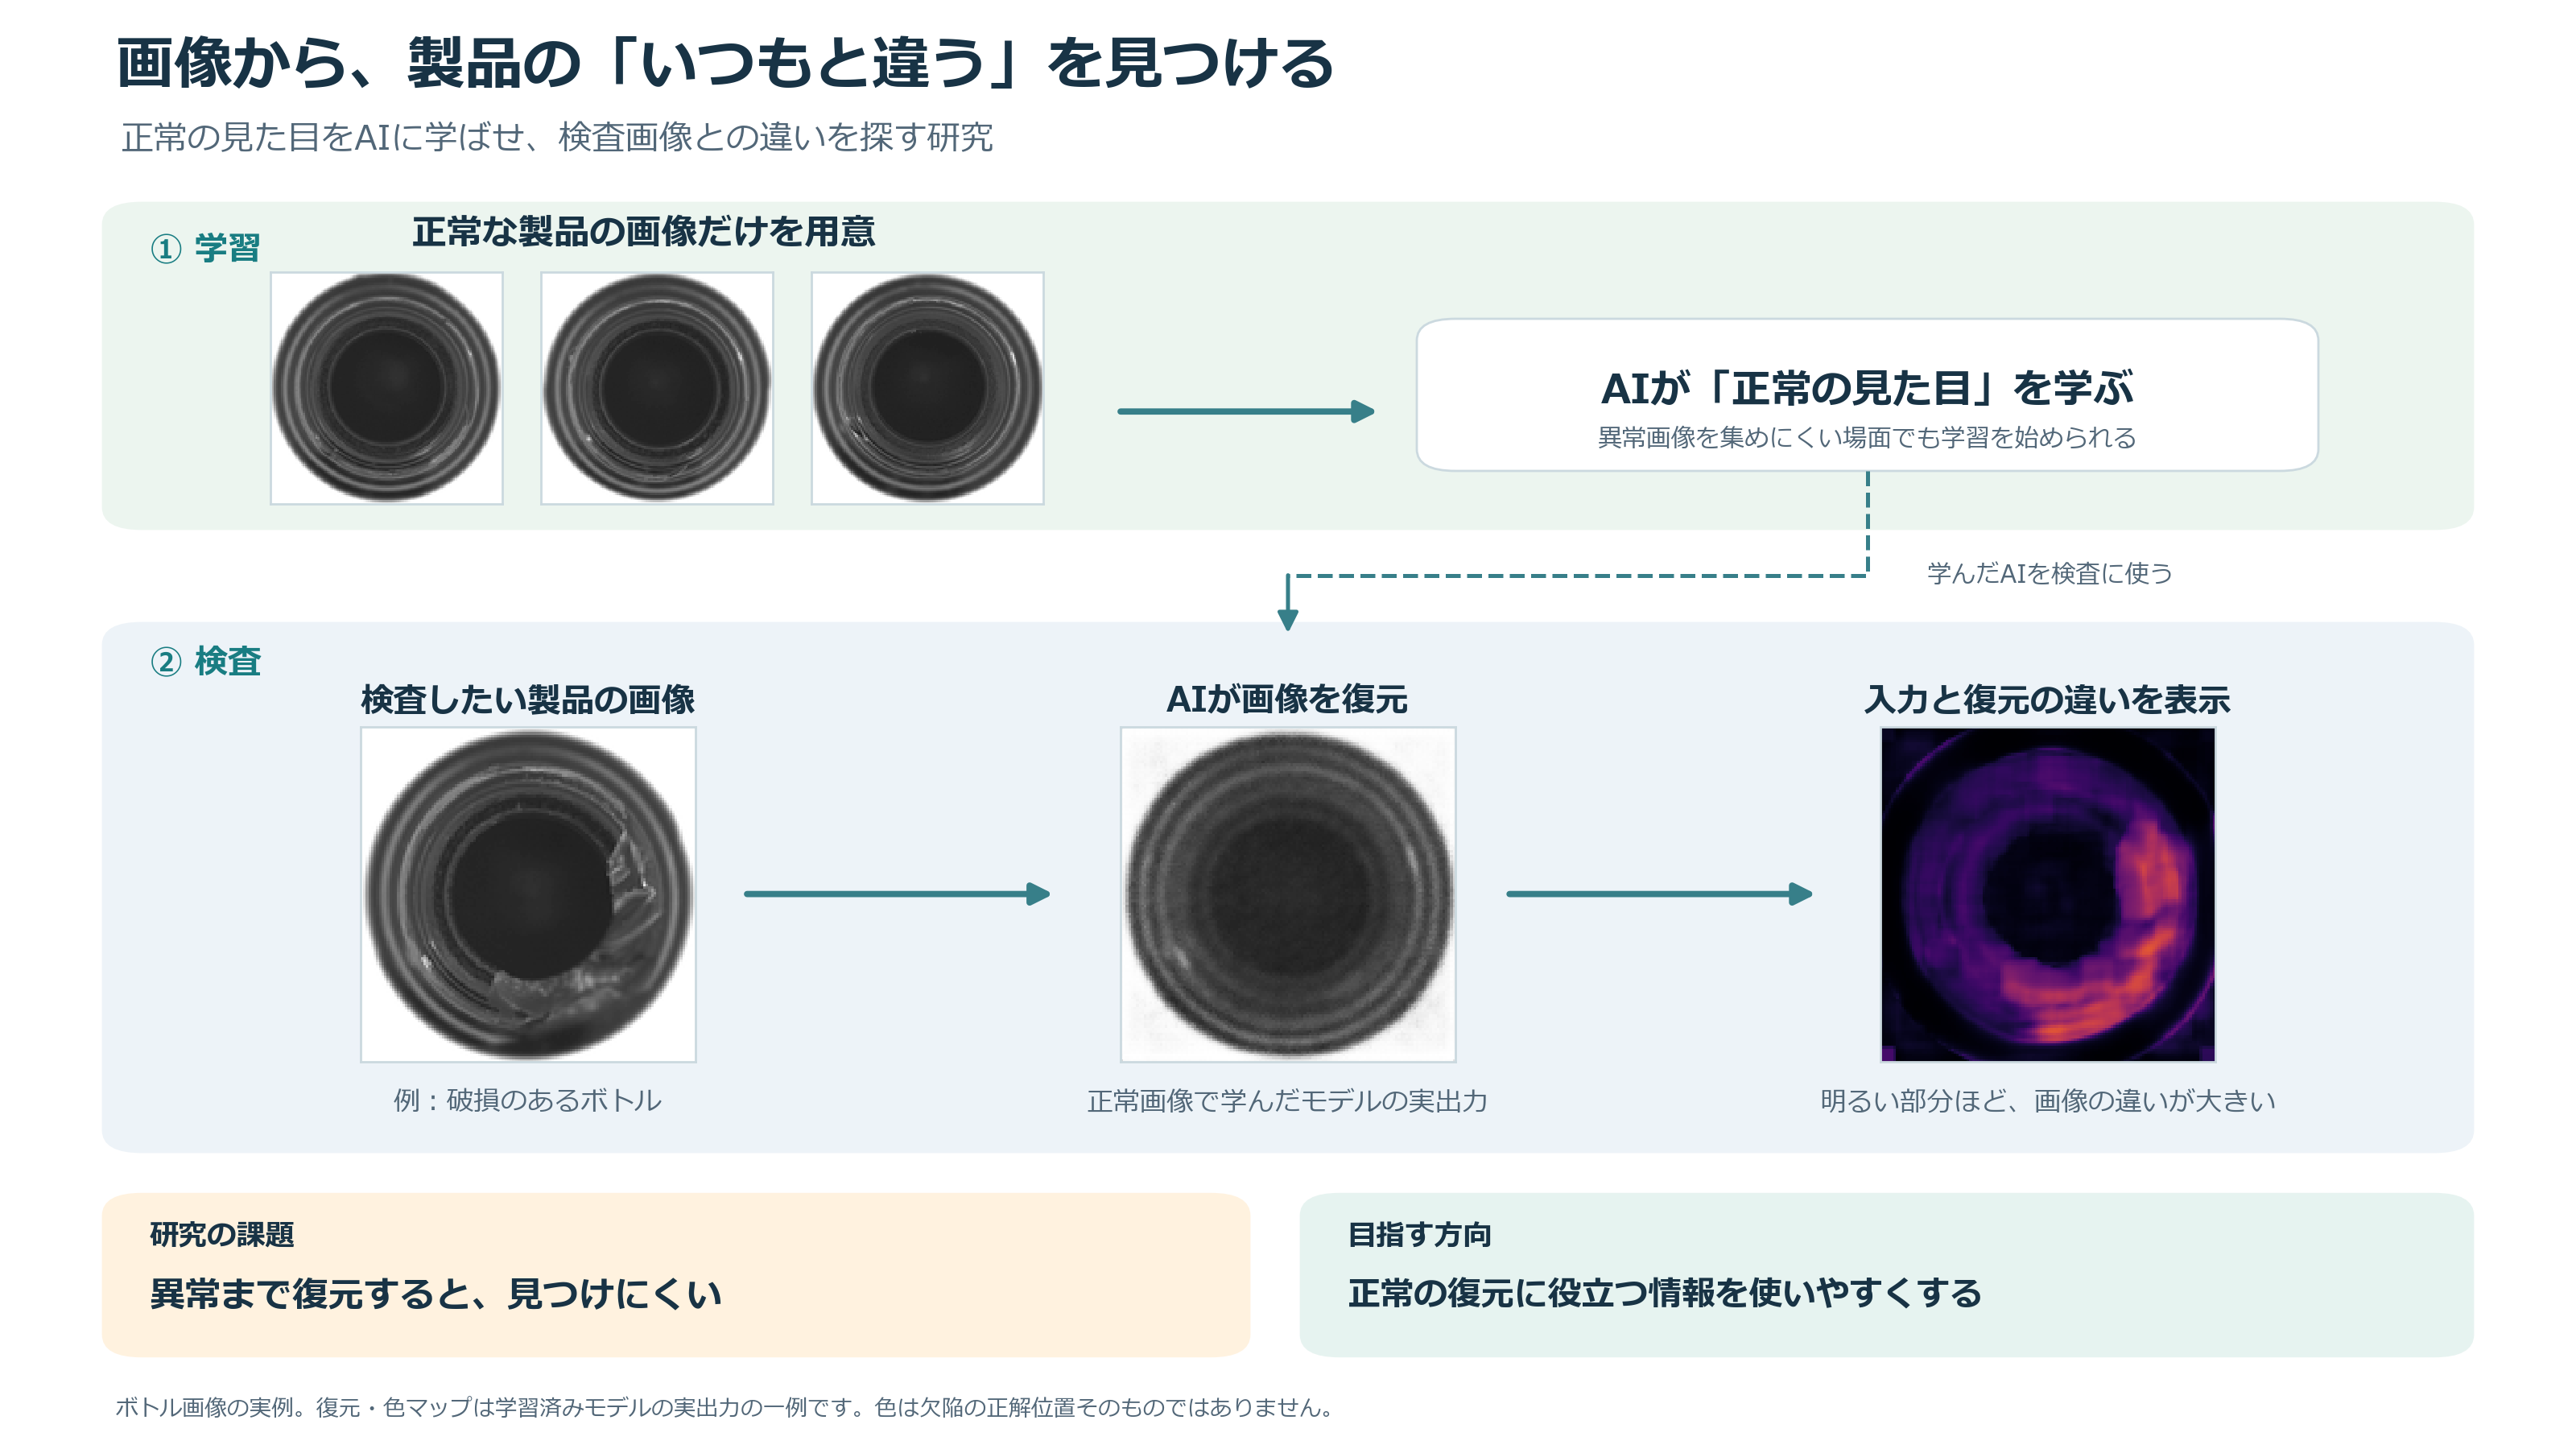 画像から、製品の「いつもと違う」を見つける
正常の見た目をAIに学ばせ、検査画像との違いを探す研究
① 学習
正常な製品の画像だけを用意
AIが「正常の見た目」を学ぶ
異常画像を集めにくい場面でも学習を始められる
学んだAIを検査に使う
② 検査
検査したい製品の画像
AIが画像を復元
入力と復元の違いを表示
例：破損のあるボトル
正常画像で学んだモデルの実出力
明るい部分ほど、画像の違いが大きい
研究の課題
異常まで復元すると、見つけにくい
目指す方向
正常の復元に役立つ情報を使いやすくする
ボトル画像の実例。復元・色マップは学習済みモデルの実出力の一例です。色は欠陥の正解位置そのものではありません。